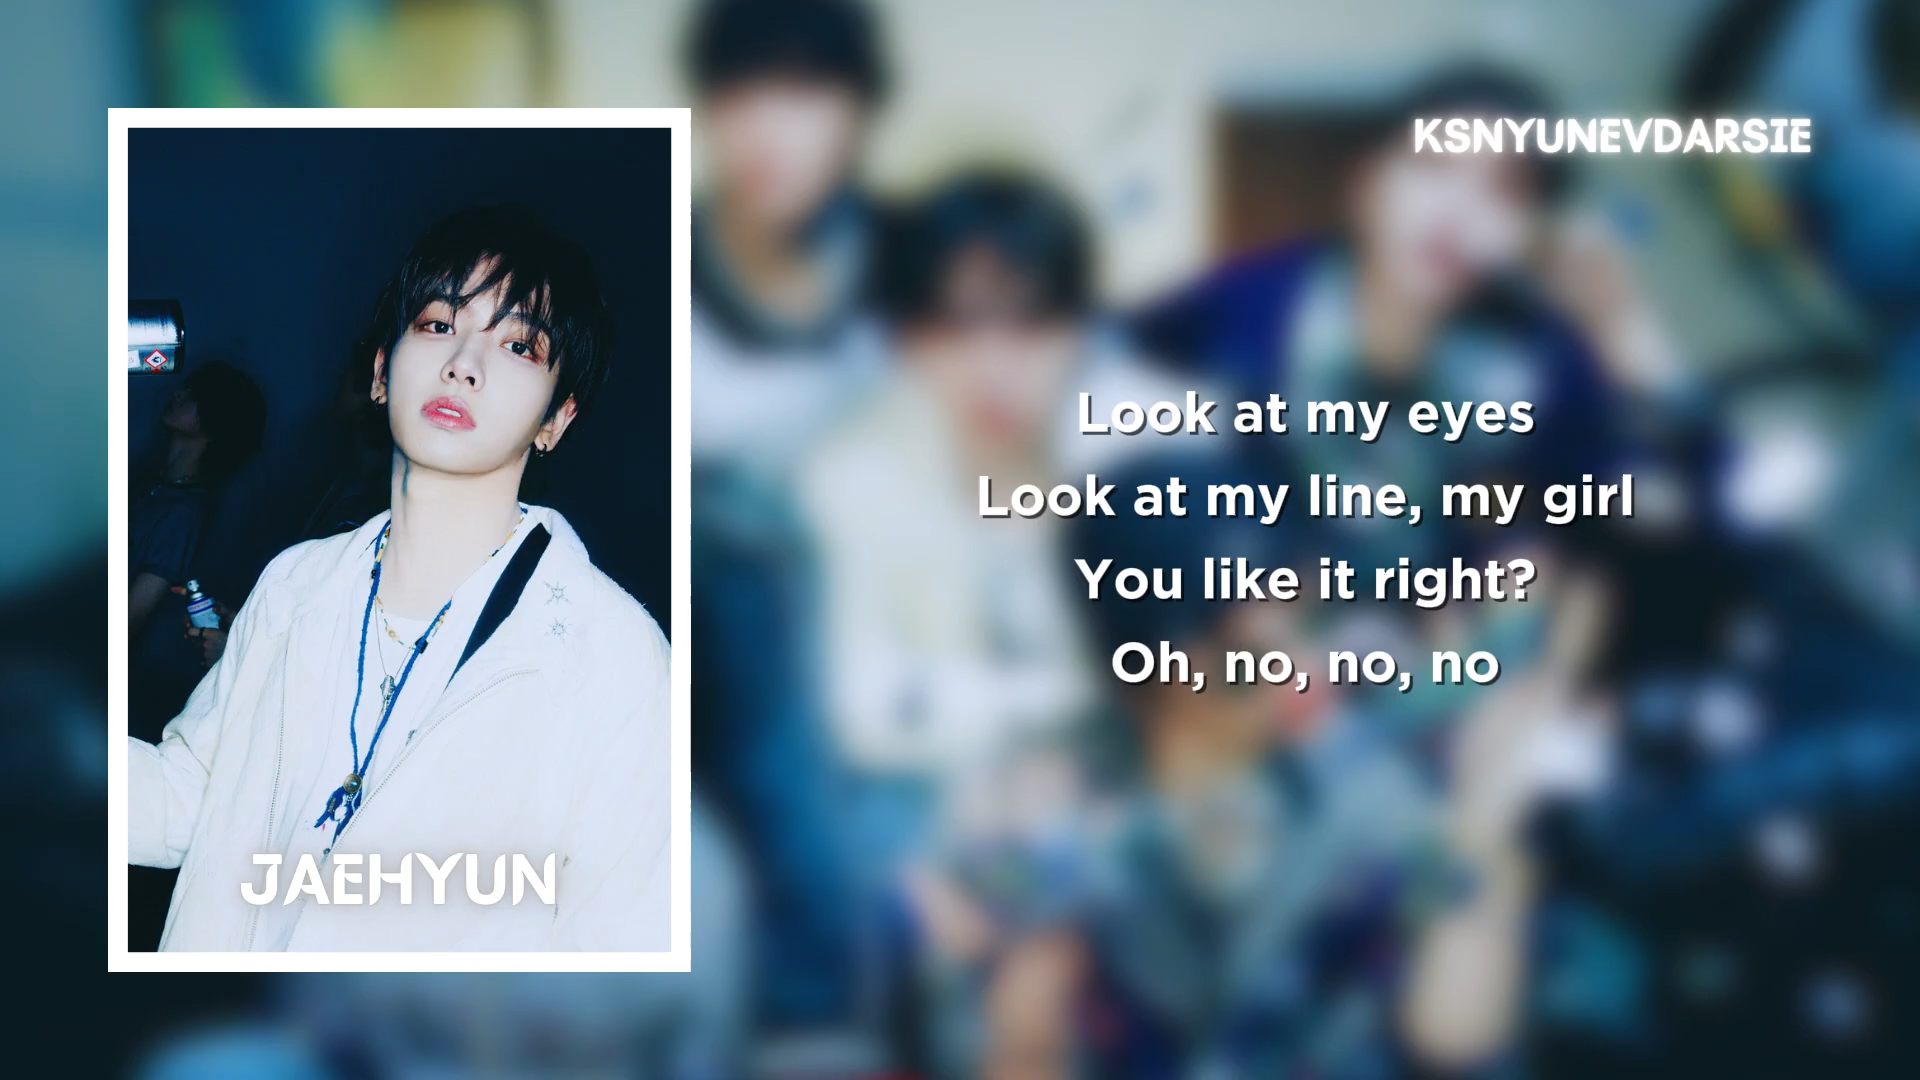 KSNYUNEVDARSIE
Look at my eyes
Look at my line, my girl
You like it right?
Oh, no, no, no
JAEHYUN